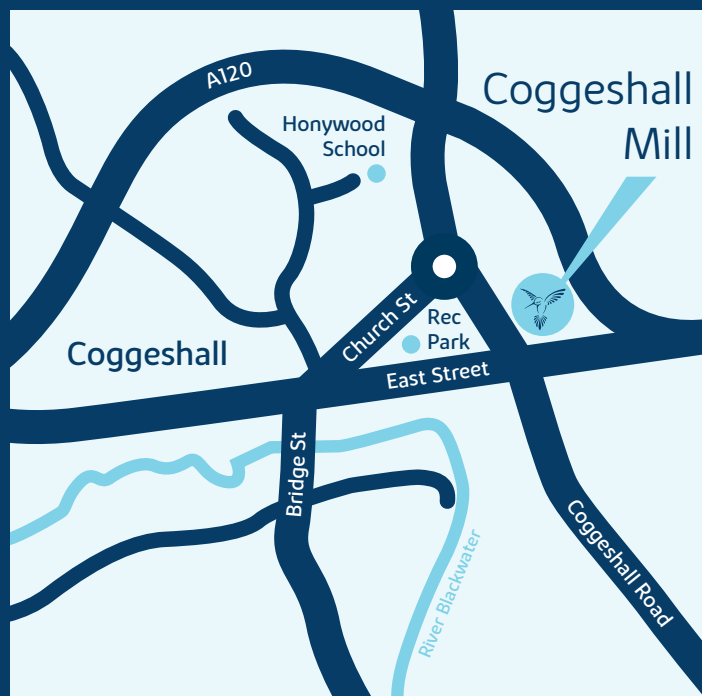 A120
Honywood
School
Coggeshall
Mill
Church St
Rec
Park
Coggeshall
East Street
Bridge St
Coggeshall Road
River Blackwater